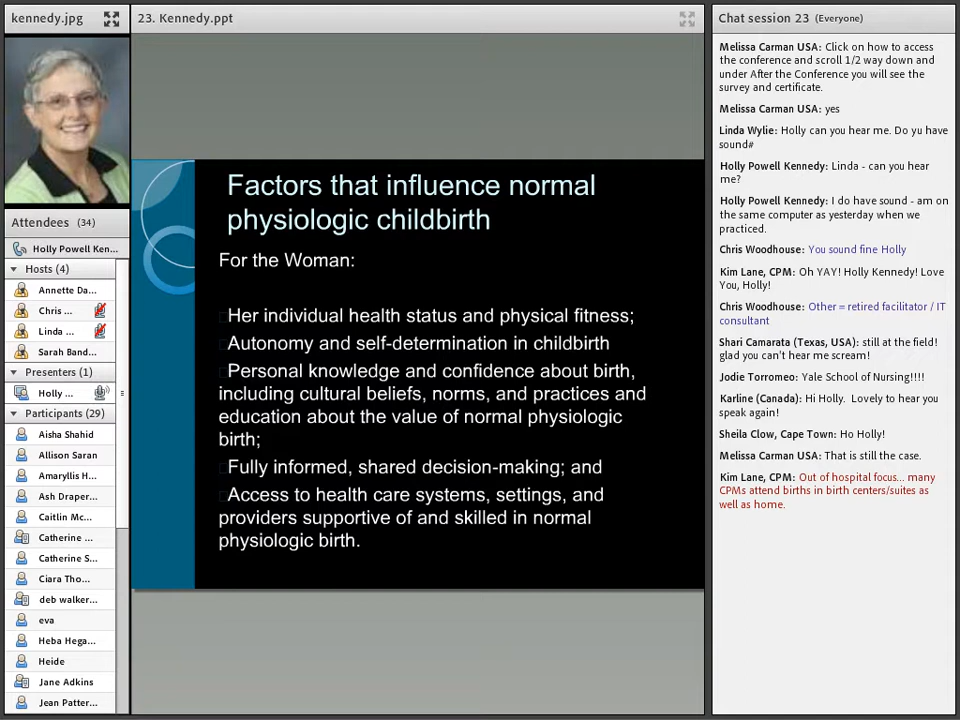 kennedy.jpg
23. Kennedy.ppt
Chat session 23 (Everyone)
Attendees (34)
Holly Powell Ken...
Hosts (4)
Annette Da...
Chris ...
Linda ...
Sarah Band...
Presenters (1)
Holly ...
Participants (29)
Aisha Shahid
Allison Saran
Amaryllis H...
Ash Draper...
Caitlin Mc...
Catherine ...
Catherine S...
Ciara Tho...
deb walker...
eva
Heba Hega...
Heide
Jane Adkins
Jean Patter...
Factors that influence normal
physiologic childbirth
For the Woman:
Her individual health status and physical fitness;
Autonomy and self-determination in childbirth
Personal knowledge and confidence about birth,
including cultural beliefs, norms, and practices and
education about the value of normal physiologic
birth;
Fully informed, shared decision-making; and
Access to health care systems, settings, and
providers supportive of and skilled in normal
physiologic birth.
Melissa Carman USA: Click on how to access
the conference and scroll 1/2 way down and
under After the Conference you will see the
survey and certificate.
Melissa Carman USA: yes
Linda Wylie: Holly can you hear me. Do yu have
sound#
Holly Powell Kennedy: Linda - can you hear
me?
Holly Powell Kennedy: I do have sound - am on
the same computer as yesterday when we
practiced.
Chris Woodhouse: You sound fine Holly
Kim Lane, CPM: Oh YAY! Holly Kennedy! Love
You, Holly!
Chris Woodhouse: Other = retired facilitator / IT
consultant
Shari Camarata (Texas, USA): still at the field!
glad you can't hear me scream!
Jodie Torromeo: Yale School of Nursing!!!!
Karline (Canada): Hi Holly.  Lovely to hear you
speak again!
Sheila Clow, Cape Town: Ho Holly!
Melissa Carman USA: That is still the case.
Kim Lane, CPM: Out of hospital focus... many
CPMs attend births in birth centers/suites as
well as home.